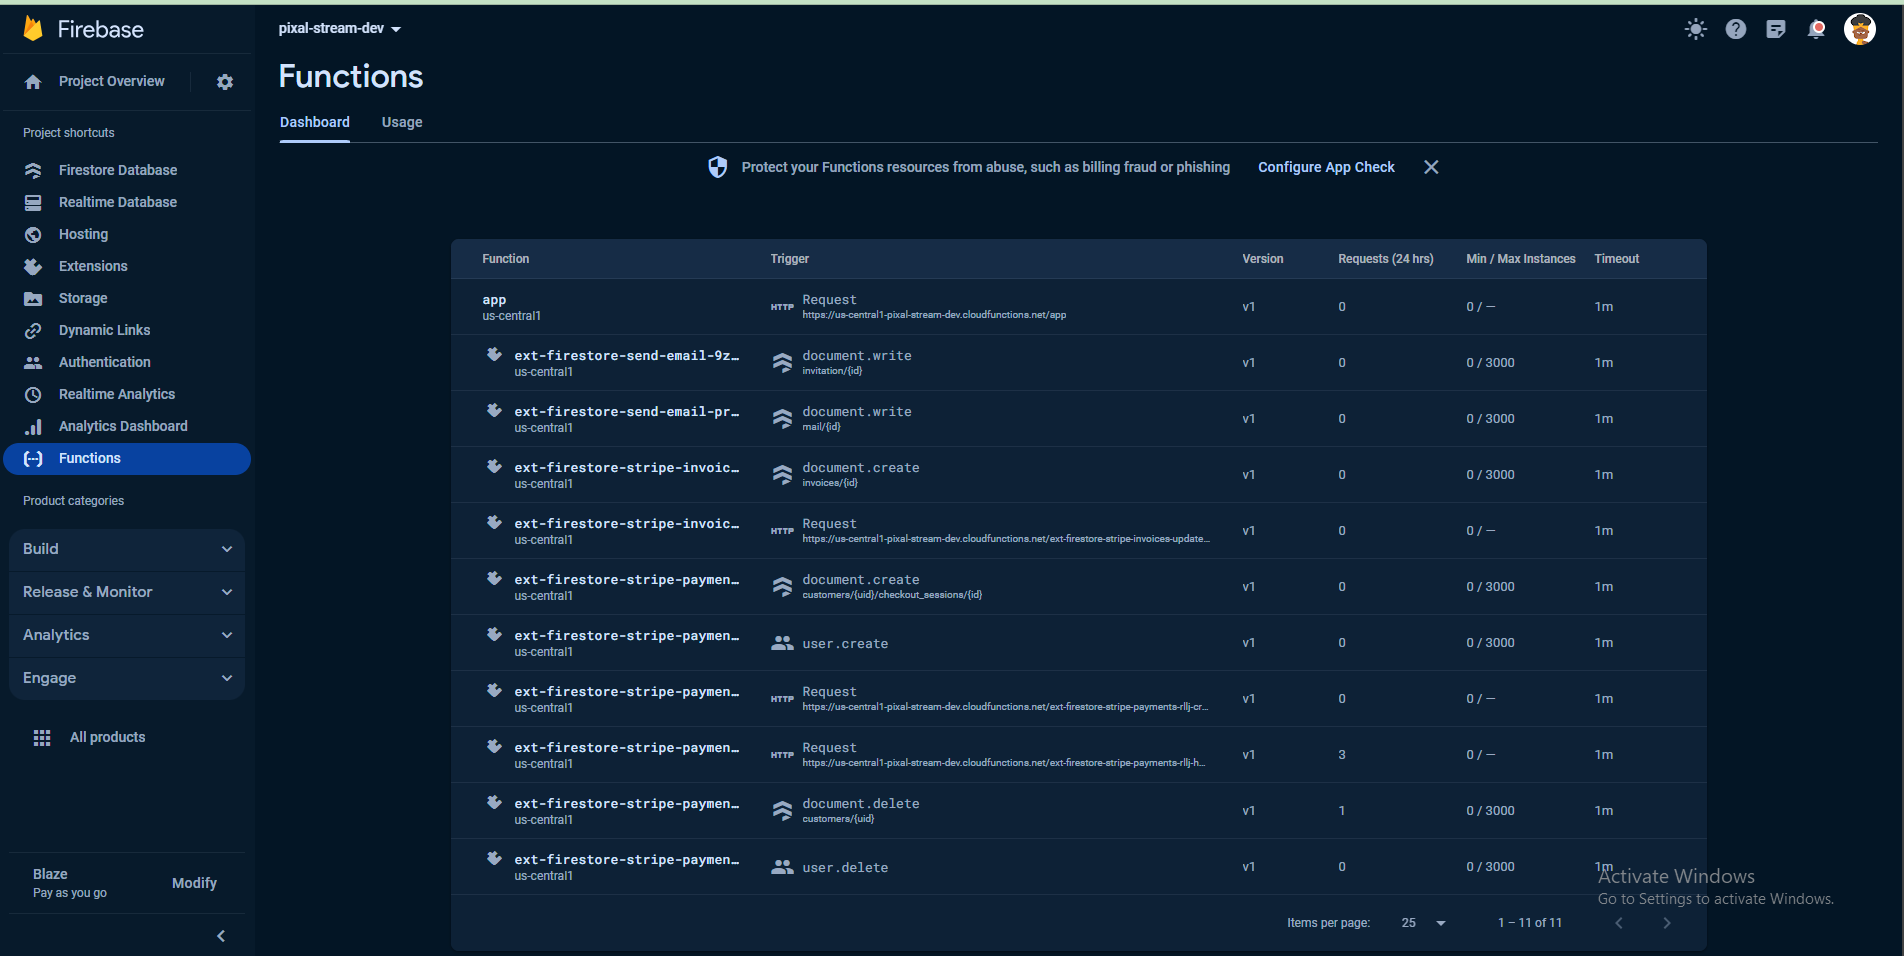 Firebase
pixal-stream-dev
Project Overview
Functions
Dashboard Usage
Project shortcuts
Firestore Database
Realtime Database
Hosting
Extensions
Storage
Dynamic Links
Authentication
Realtime Analytics
Analytics Dashboard
Functions
Product categories
Build
Release & Monitor
Analytics
Engage
All products
Blaze
Pay as you go
Modify
Protect your Functions resources from abuse, such as billing fraud or phishing Configure App Check
Function Trigger Version Requests (24 hrs) Min / Max Instances Timeout
app HTTP Request v1 0 0 / — 1m
us-central1 https://us-central1-pixal-stream-dev.cloudfunctions.net/app
ext-firestore-send-email-9z… document.write v1 0 0 / 3000 1m
us-central1 invitation/{id}
ext-firestore-send-email-pr… document.write v1 0 0 / 3000 1m
us-central1 mail/{id}
ext-firestore-stripe-invoic… document.create v1 0 0 / 3000 1m
us-central1 invoices/{id}
ext-firestore-stripe-invoic… HTTP Request v1 0 0 / — 1m
us-central1 https://us-central1-pixal-stream-dev.cloudfunctions.net/ext-firestore-stripe-invoices-update…
ext-firestore-stripe-paymen… document.create v1 0 0 / 3000 1m
us-central1 customers/{uid}/checkout_sessions/{id}
ext-firestore-stripe-paymen… user.create v1 0 0 / 3000 1m
us-central1
ext-firestore-stripe-paymen… HTTP Request v1 0 0 / — 1m
us-central1 https://us-central1-pixal-stream-dev.cloudfunctions.net/ext-firestore-stripe-payments-rllj-cr…
ext-firestore-stripe-paymen… HTTP Request v1 3 0 / — 1m
us-central1 https://us-central1-pixal-stream-dev.cloudfunctions.net/ext-firestore-stripe-payments-rllj-h…
ext-firestore-stripe-paymen… document.delete v1 1 0 / 3000 1m
us-central1 customers/{uid}
ext-firestore-stripe-paymen… user.delete v1 0 0 / 3000 1m
us-central1
Activate Windows
Go to Settings to activate Windows.
Items per page: 25 1 – 11 of 11